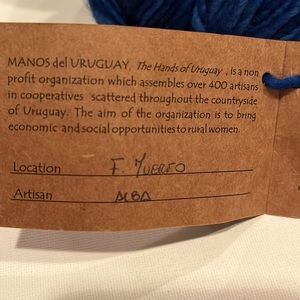 MANOS del URUGUAY, The Hands of Uruguay, is a non
profit organization which assembles over 400 artisans
in cooperatives scattered throughout the countryside
of Uruguay. The aim of the organization is to bring
economic and social opportunities to rural women.
Location F. MUERTO
Artisan ALBA